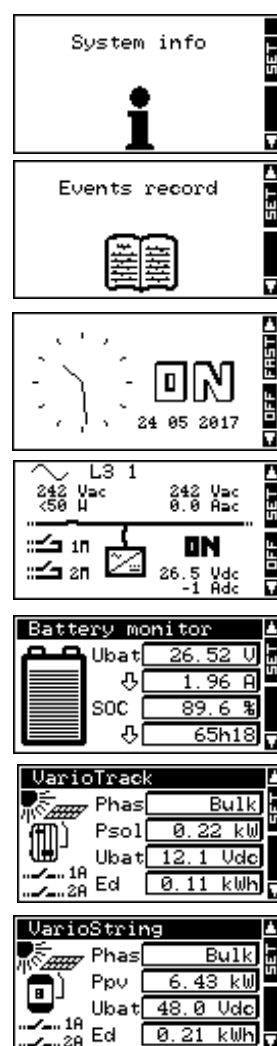 System info
SET
Events record
SET
ON
24 05 2017
OFF FAST
L3 1
242 Vac 242 Vac
<50 W 0.0 Aac
1П ON
2П 26.5 Vdc
-1 Adc
OFF SET
Battery monitor
Ubat 26.52 V
1.96 A
SOC 89.6 %
65h18
SET
VarioTrack
Phas Bulk
Psol 0.22 kW
Ubat 12.1 Vdc
1A
2A Ed 0.11 kWh
SET
VarioString
Phas Bulk
Ppv 6.43 kW
Ubat 48.0 Vdc
1A
2A Ed 0.21 kWh
SET